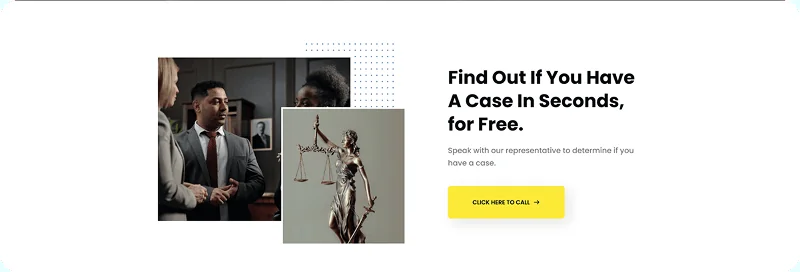 Find Out If You Have
A Case In Seconds,
for Free.
Speak with our representative to determine if you
have a case.
CLICK HERE TO CALL →